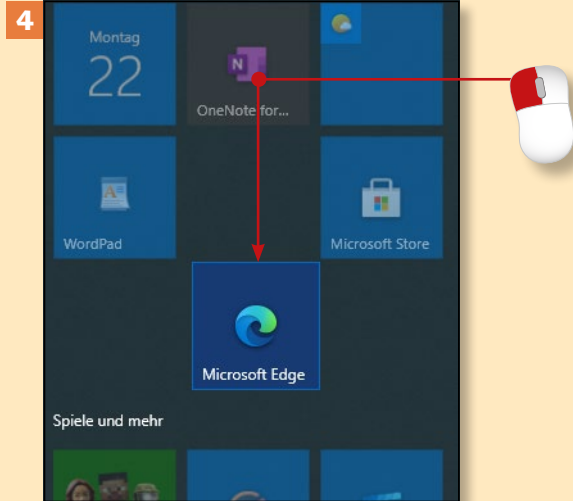 4
Montag
22
N
OneNote for...
A
WordPad
Microsoft Store
Microsoft Edge
Spiele und mehr